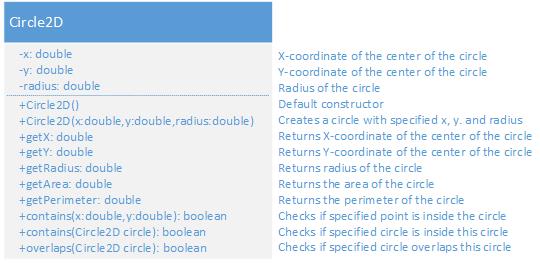 Circle2D
-x: double
X-coordinate of the center of the circle
-y: double
Y-coordinate of the center of the circle
-radius: double
Radius of the circle
+Circle2D()
Default constructor
+Circle2D(x:double,y:double,radius:double)
Creates a circle with specified x, y. and radius
+getX: double
Returns X-coordinate of the center of the circle
+getY: double
Returns Y-coordinate of the center of the circle
+getRadius: double
Returns radius of the circle
+getArea: double
Returns the area of the circle
+getPerimeter: double
Returns the perimeter of the circle
+contains(x:double,y:double): boolean
Checks if specified point is inside the circle
+contains(Circle2D circle): boolean
Checks if specified circle is inside this circle
+overlaps(Circle2D circle): boolean
Checks if specified circle overlaps this circle